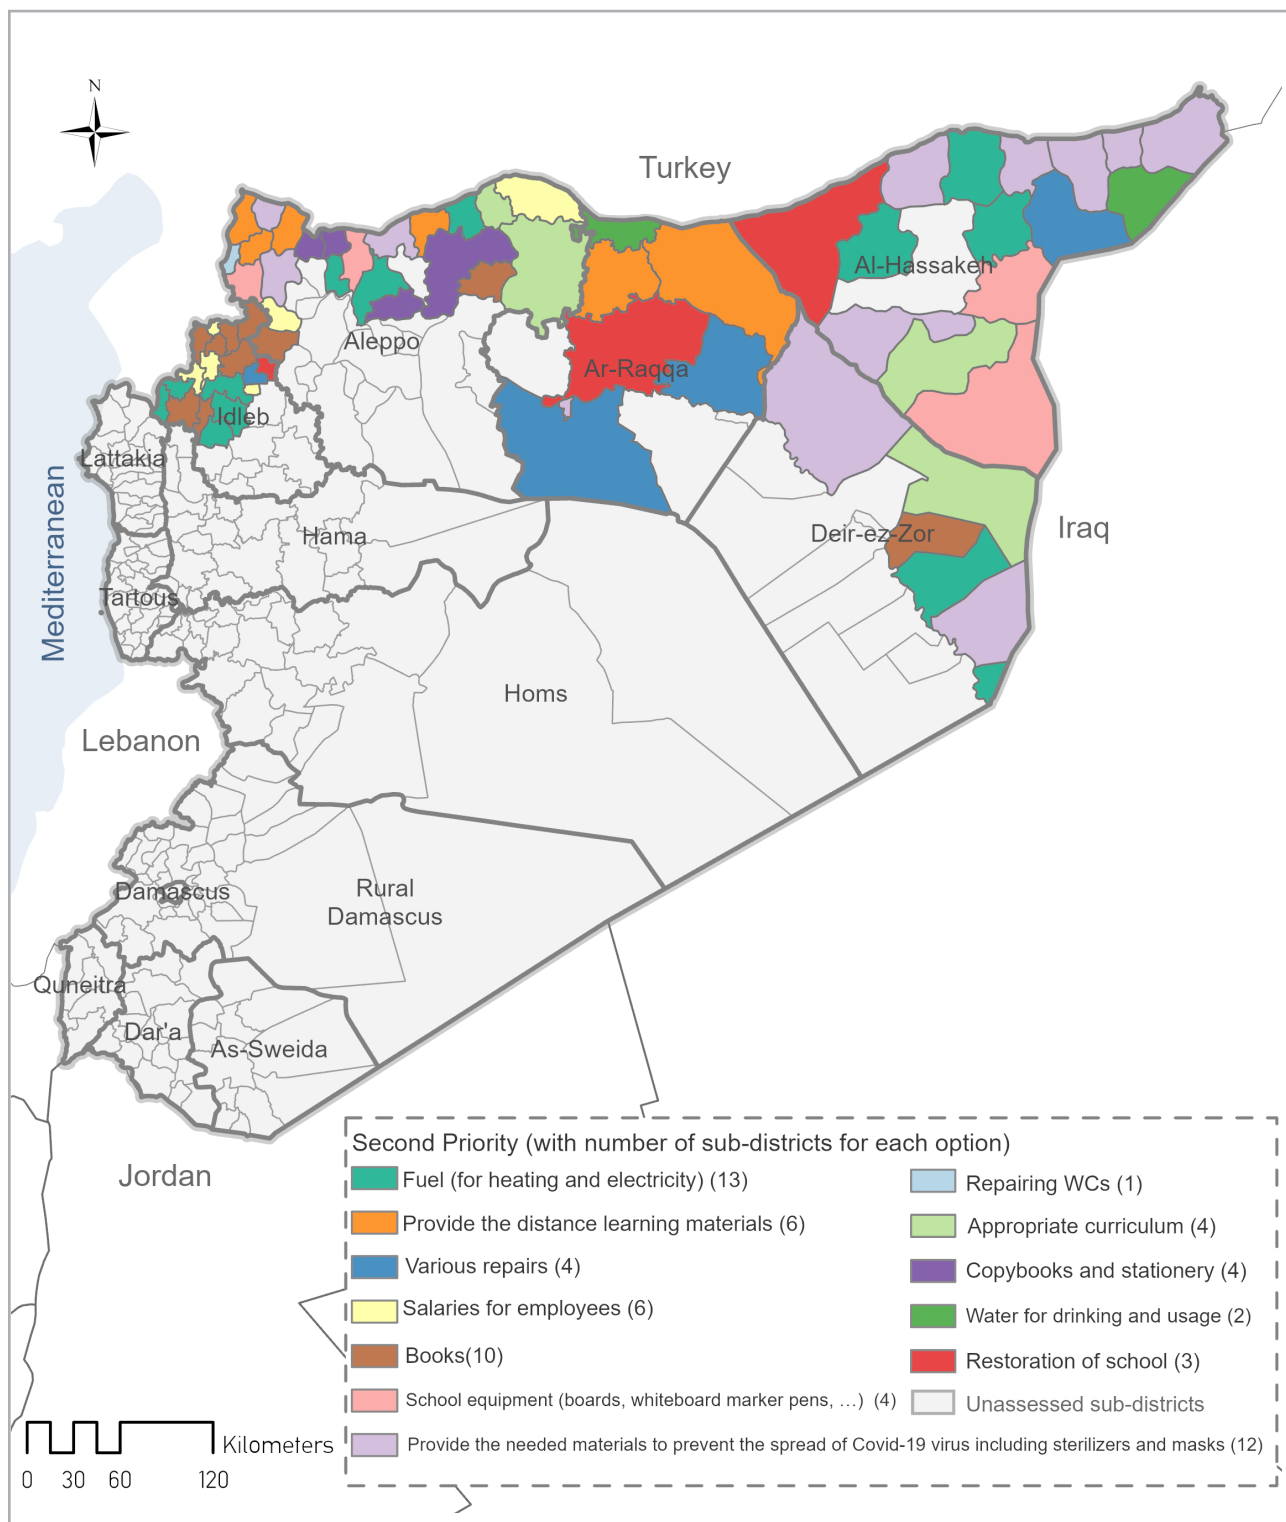 N
Turkey
Al-Hassakeh
Aleppo
Ar-Raqqa
Idleb
Lattakia
Mediterranean
Hama
Deir-ez-Zor
Iraq
Tartous
Homs
Lebanon
Damascus
Rural
Damascus
Quneitra
Dar'a
As-Sweida
Jordan
Second Priority (with number of sub-districts for each option)
Fuel (for heating and electricity) (13)
Provide the distance learning materials (6)
Various repairs (4)
Salaries for employees (6)
Books(10)
School equipment (boards, whiteboard marker pens, …) (4)
Provide the needed materials to prevent the spread of Covid-19 virus including sterilizers and masks (12)
Repairing WCs (1)
Appropriate curriculum (4)
Copybooks and stationery (4)
Water for drinking and usage (2)
Restoration of school (3)
Unassessed sub-districts
Kilometers
0 30 60 120